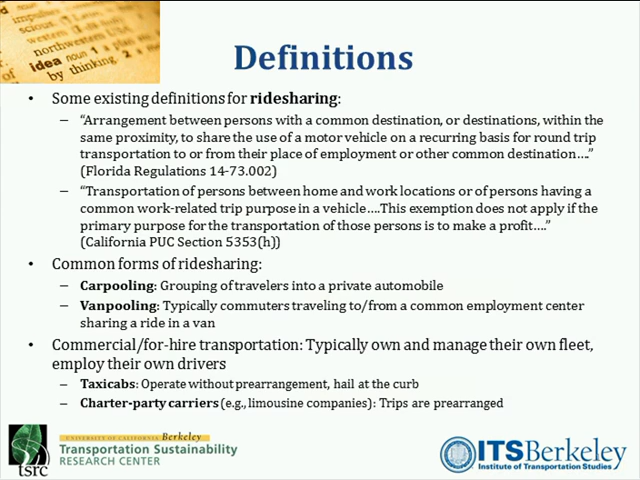 idea noun 1 a plan
by thinking. 2 a
northwestern USA
Definitions
• Some existing definitions for ridesharing:
– “Arrangement between persons with a common destination, or destinations, within the
same proximity, to share the use of a motor vehicle on a recurring basis for round trip
transportation to or from their place of employment or other common destination….”
(Florida Regulations 14-73.002)
– “Transportation of persons between home and work locations or of persons having a
common work-related trip purpose in a vehicle….This exemption does not apply if the
primary purpose for the transportation of those persons is to make a profit….”
(California PUC Section 5353(h))
• Common forms of ridesharing:
– Carpooling: Grouping of travelers into a private automobile
– Vanpooling: Typically commuters traveling to/from a common employment center
sharing a ride in a van
• Commercial/for-hire transportation: Typically own and manage their own fleet,
employ their own drivers
– Taxicabs: Operate without prearrangement, hail at the curb
– Charter-party carriers (e.g., limousine companies): Trips are prearranged
tsrc
UNIVERSITY OF CALIFORNIA Berkeley
Transportation Sustainability
RESEARCH CENTER
ITSBerkeley
Institute of Transportation Studies